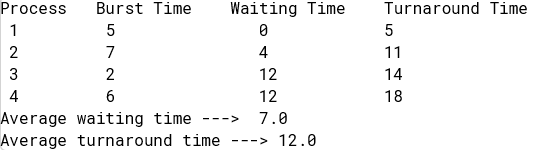 Process   Burst Time    Waiting Time    Turnaround Time
1         5             0            5
2         7             4            11
3         2             12           14
4         6             12           18
Average waiting time --->  7.0
Average turnaround time ---> 12.0